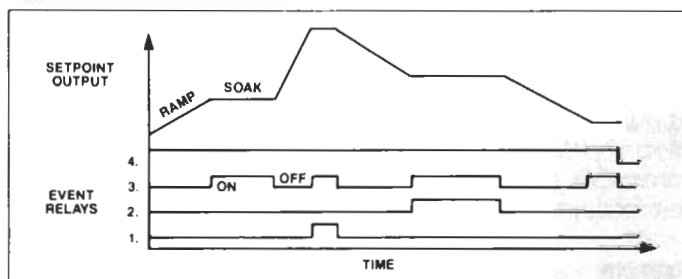 SETPOINT
OUTPUT
RAMP
SOAK
EVENT
RELAYS
4.
3.
ON
OFF
2.
1.
TIME